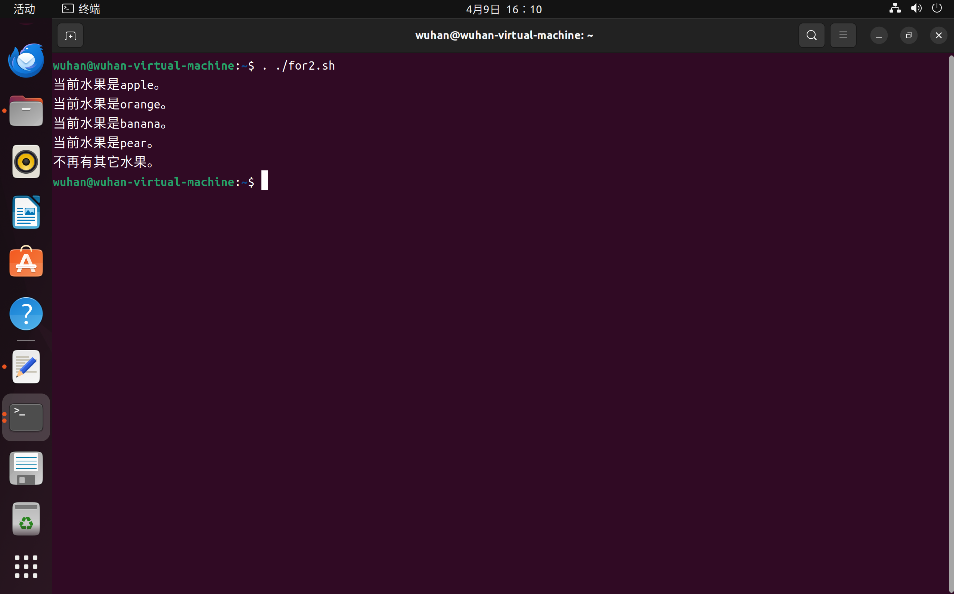 活动 终端 4月9日 16：10
wuhan@wuhan-virtual-machine: ~
wuhan@wuhan-virtual-machine:~$ . ./for2.sh
当前水果是apple。
当前水果是orange。
当前水果是banana。
当前水果是pear。
不再有其它水果。
wuhan@wuhan-virtual-machine:~$